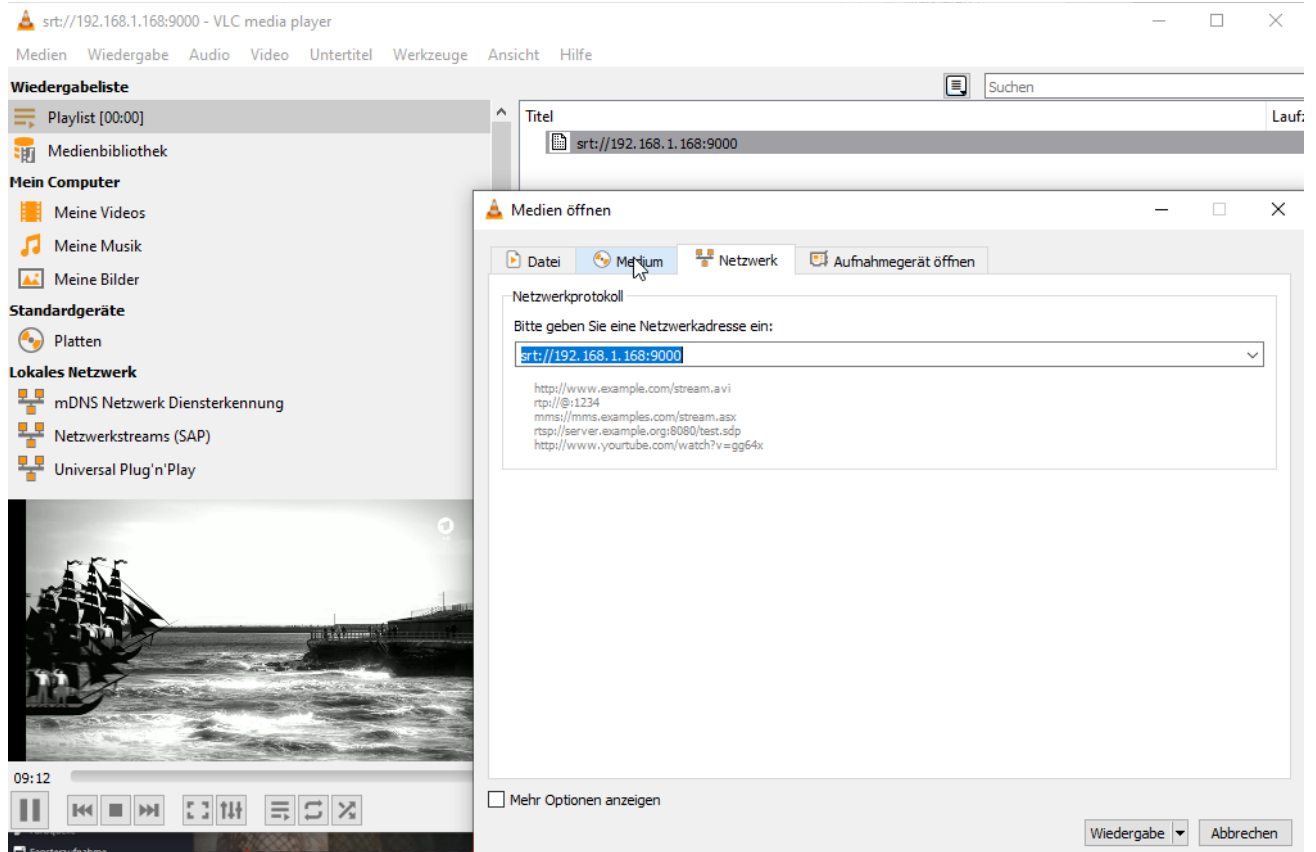 srt://192.168.1.168:9000 - VLC media player
Medien Wiedergabe Audio Video Untertitel Werkzeuge Ansicht Hilfe
Wiedergabeliste
Suchen
Playlist [00:00]
Medienbibliothek
Mein Computer
Meine Videos
Meine Musik
Meine Bilder
Standardgeräte
Platten
Lokales Netzwerk
mDNS Netzwerk Diensterkennung
Netzwerkstreams (SAP)
Universal Plug'n'Play
Titel
srt://192.168.1.168:9000
Medien öffnen
Datei Medium Netzwerk Aufnahmegerät öffnen
Netzwerkprotokoll
Bitte geben Sie eine Netzwerkadresse ein:
srt://192.168.1.168:9000
http://www.example.com/stream.avi
rtp://@:1234
mms://mms.examples.com/stream.asx
rtsp://server.example.org:8080/test.sdp
http://www.yourtube.com/watch?v=gg64x
09:12
Mehr Optionen anzeigen
Wiedergabe Abbrechen